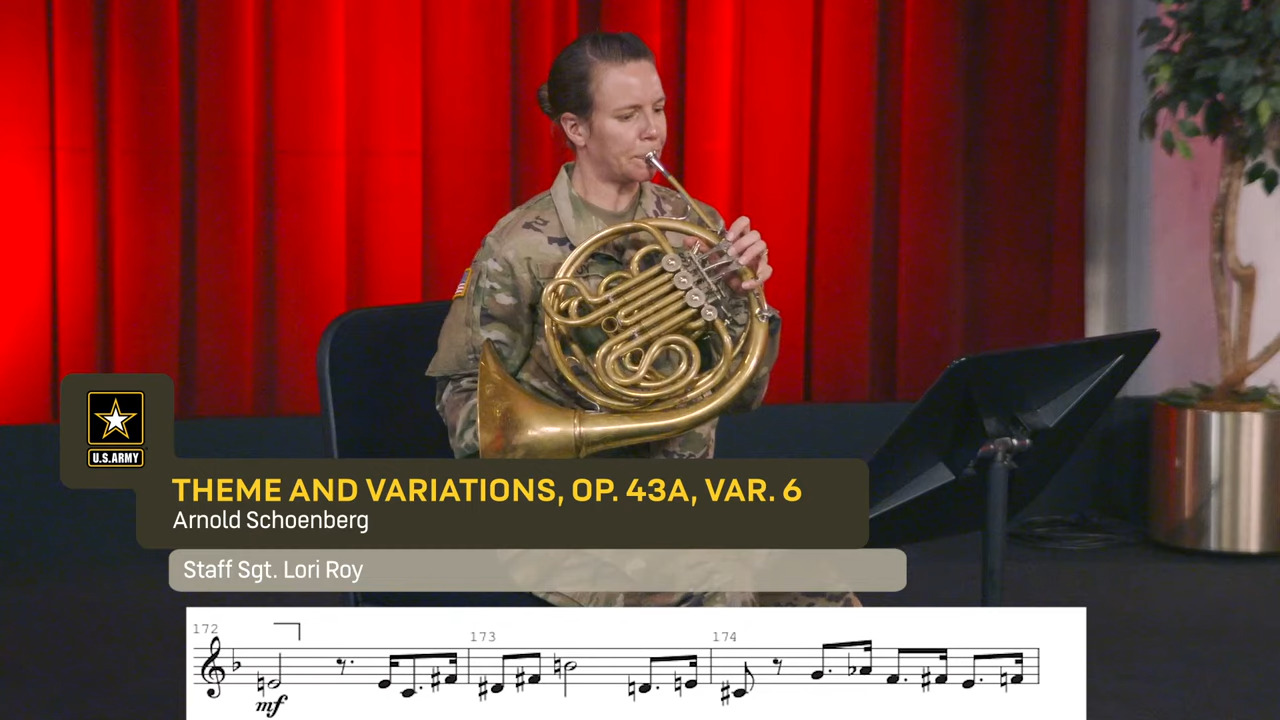 U.S.ARMY
THEME AND VARIATIONS, OP. 43A, VAR. 6
Arnold Schoenberg
Staff Sgt. Lori Roy
172 173 174
mf